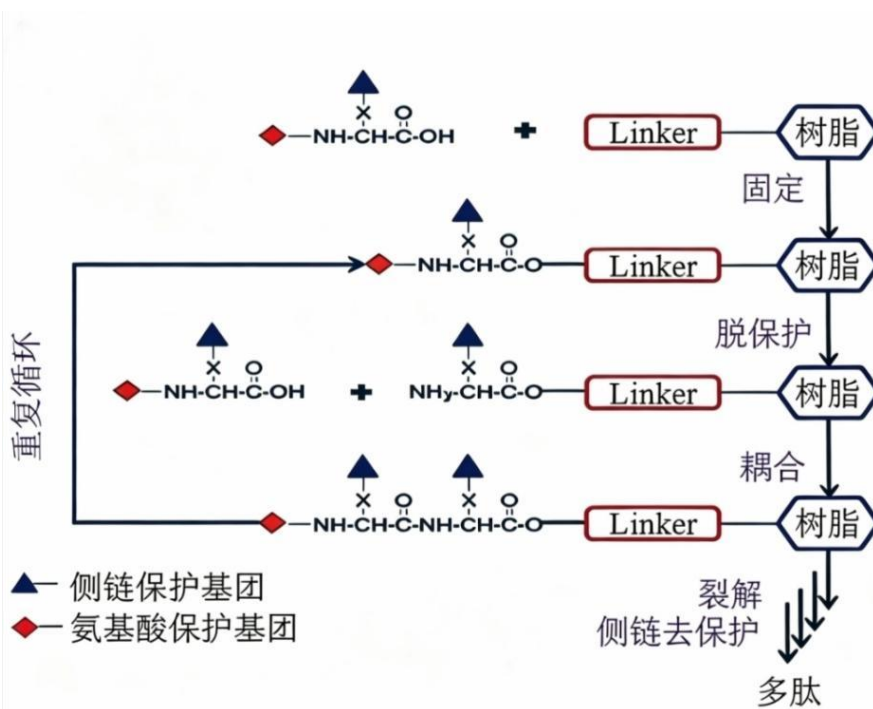 X O
NH-CH-C-OH + Linker 树脂
固定
X O
NH-CH-C-O Linker 树脂
脱保护
X O X O
NH-CH-C-OH + NHy-CH-C-O Linker 树脂
重复循环
耦合
X O X O
NH-CH-C-NH-CH-C-O Linker 树脂
侧链保护基团
氨基酸保护基团
裂解
侧链去保护
多肽